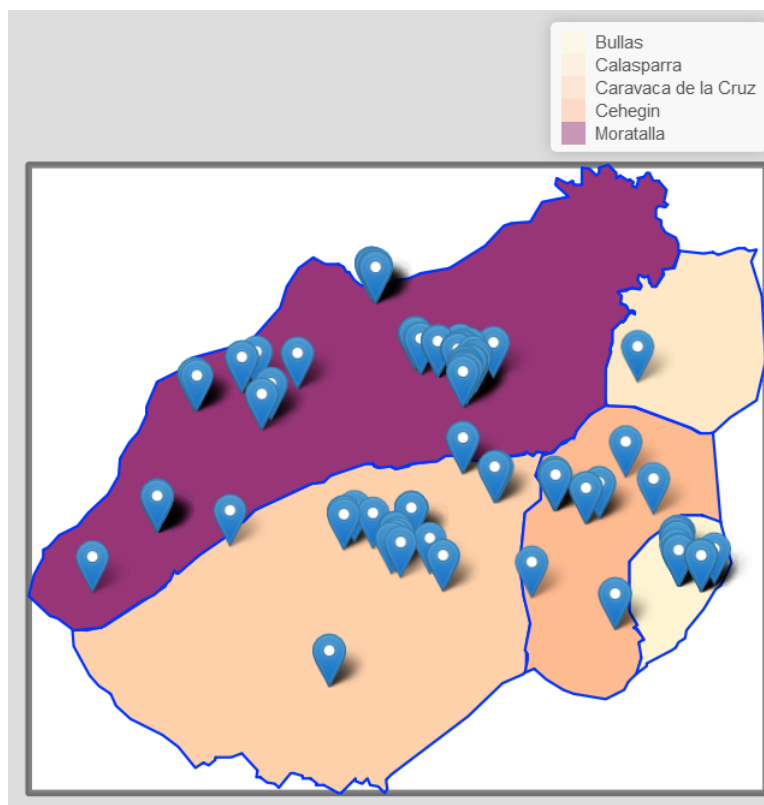 Bullas
Calasparra
Caravaca de la Cruz
Cehegin
Moratalla